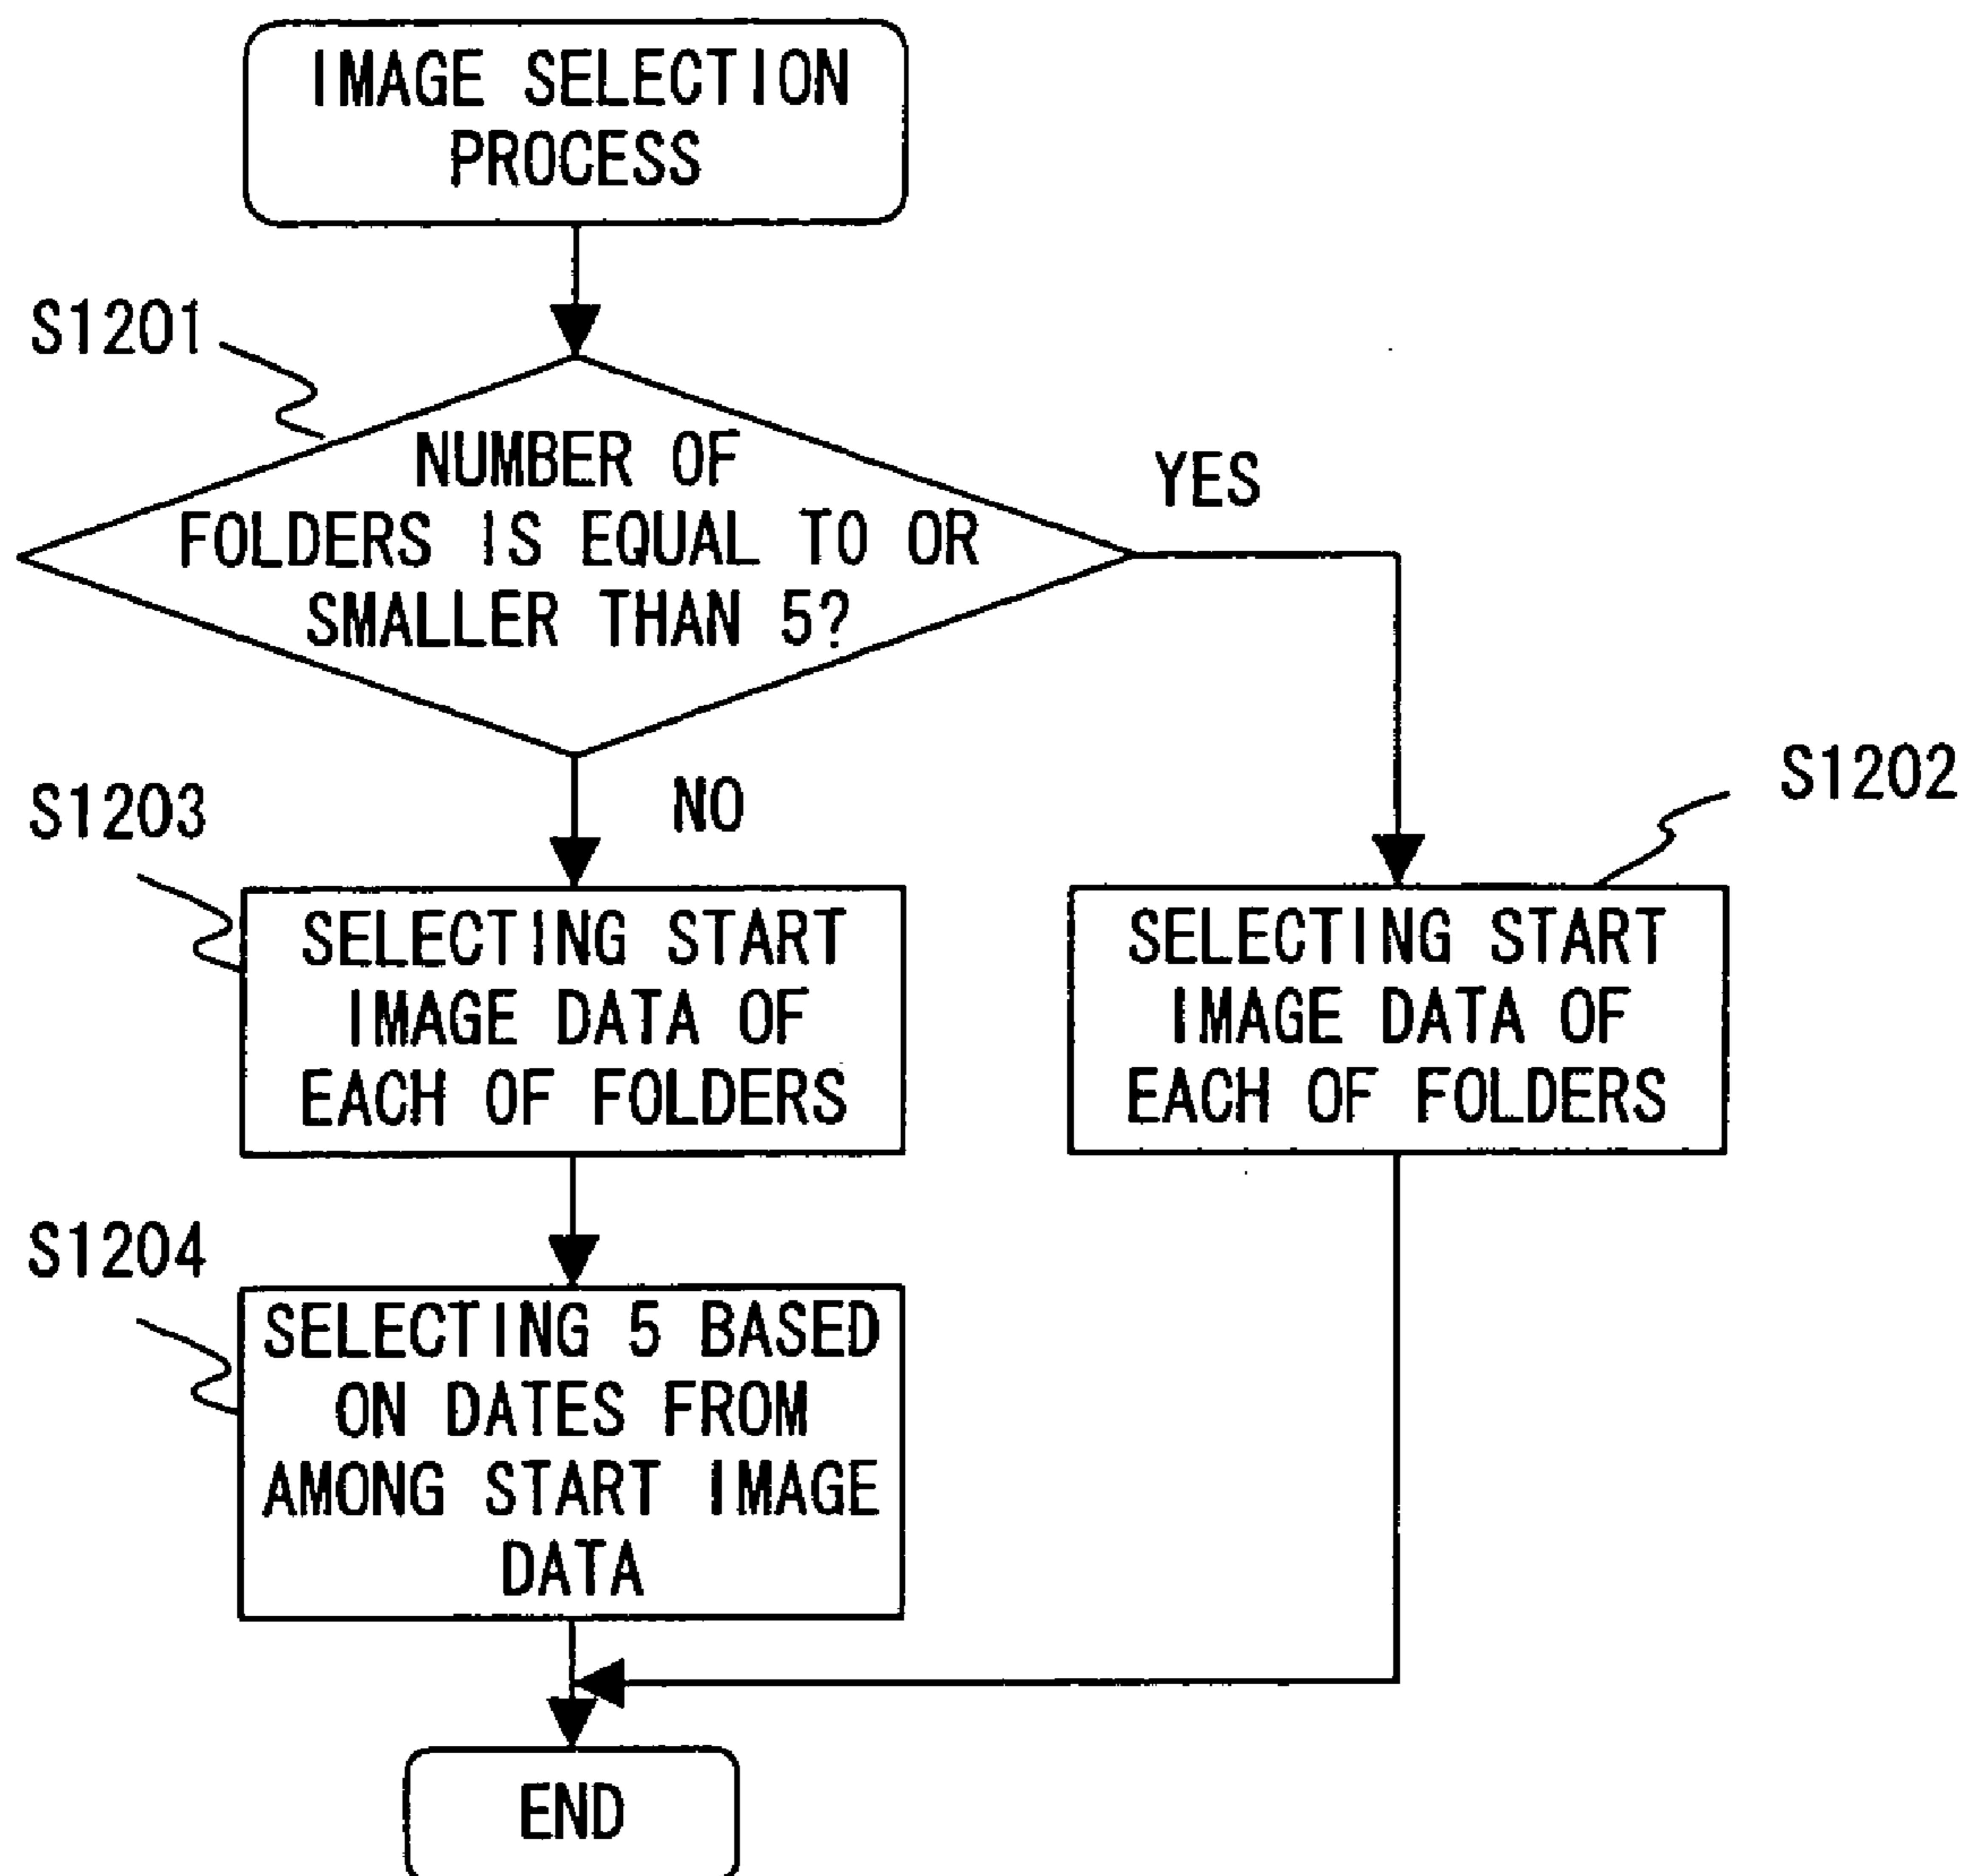 IMAGE SELECTION
PROCESS
S1201
NUMBER OF
FOLDERS IS EQUAL TO OR
SMALLER THAN 5?
YES
NO
S1203
S1202
SELECTING START
IMAGE DATA OF
EACH OF FOLDERS
SELECTING START
IMAGE DATA OF
EACH OF FOLDERS
S1204
SELECTING 5 BASED
ON DATES FROM
AMONG START IMAGE
DATA
END